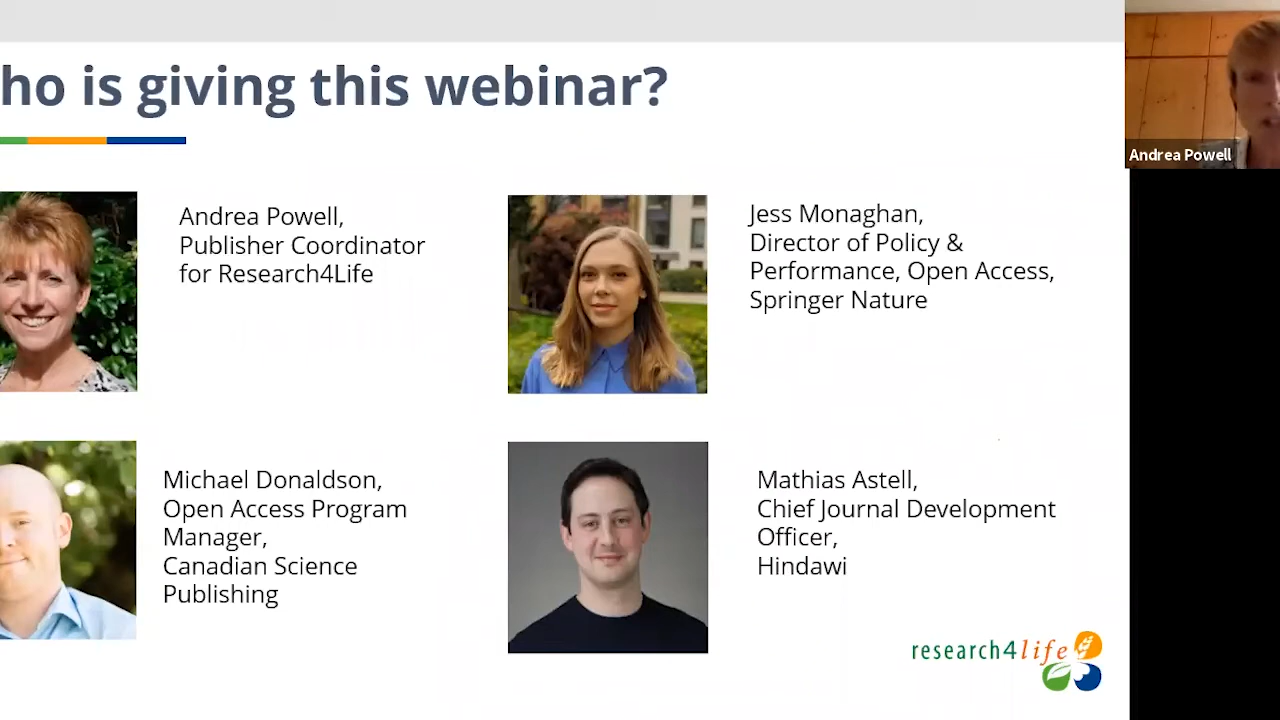 ho is giving this webinar?
Andrea Powell
Andrea Powell,
Publisher Coordinator
for Research4Life
Jess Monaghan,
Director of Policy &
Performance, Open Access,
Springer Nature
Michael Donaldson,
Open Access Program
Manager,
Canadian Science
Publishing
Mathias Astell,
Chief Journal Development
Officer,
Hindawi
research4life